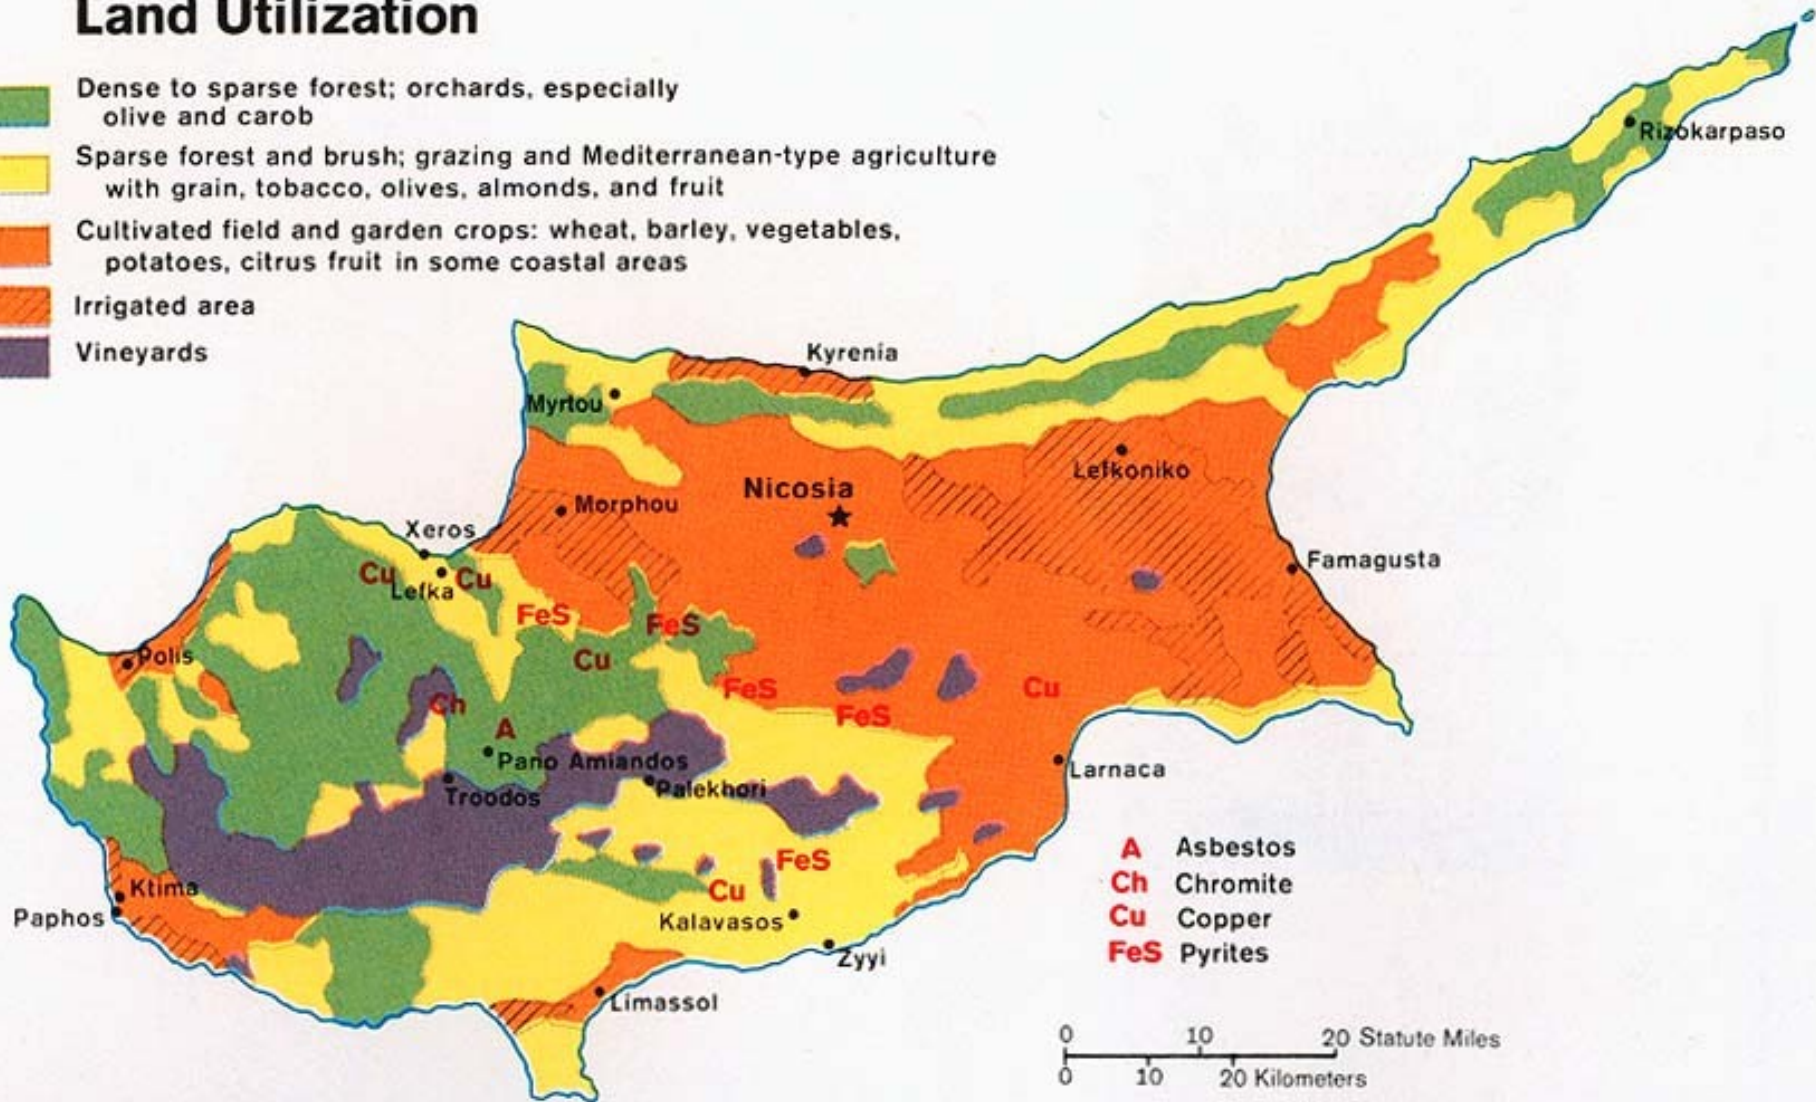 Land Utilization
Dense to sparse forest; orchards, especially
olive and carob
Sparse forest and brush; grazing and Mediterranean-type agriculture
with grain, tobacco, olives, almonds, and fruit
Cultivated field and garden crops: wheat, barley, vegetables,
potatoes, citrus fruit in some coastal areas
Irrigated area
Vineyards
Rizokarpaso
Kyrenia
Myrtou
Lefkoniko
Nicosia
Morphou
Xeros
Famagusta
Cu
Lefka
Cu
FeS
FeS
Polis
Cu
FeS
Cu
Ch
FeS
A
Pano Amiandos
Larnaca
Troodos
Palekhori
FeS
Cu
Ktima
Paphos
Kalavasos
Zyyi
Limassol
A Asbestos
Ch Chromite
Cu Copper
FeS Pyrites
0 10 20 Statute Miles
0 10 20 Kilometers